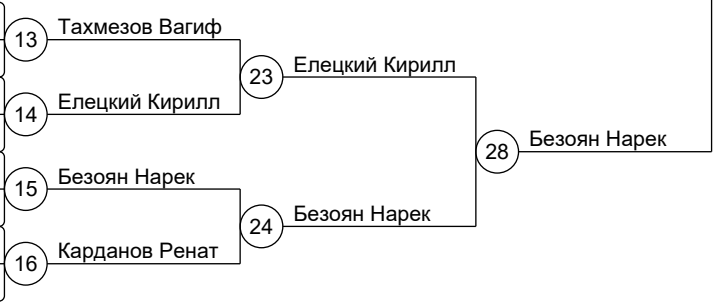 13 Тахмезов Вагиф
23 Елецкий Кирилл
14 Елецкий Кирилл
28 Безоян Нарек
15 Безоян Нарек
24 Безоян Нарек
16 Карданов Ренат